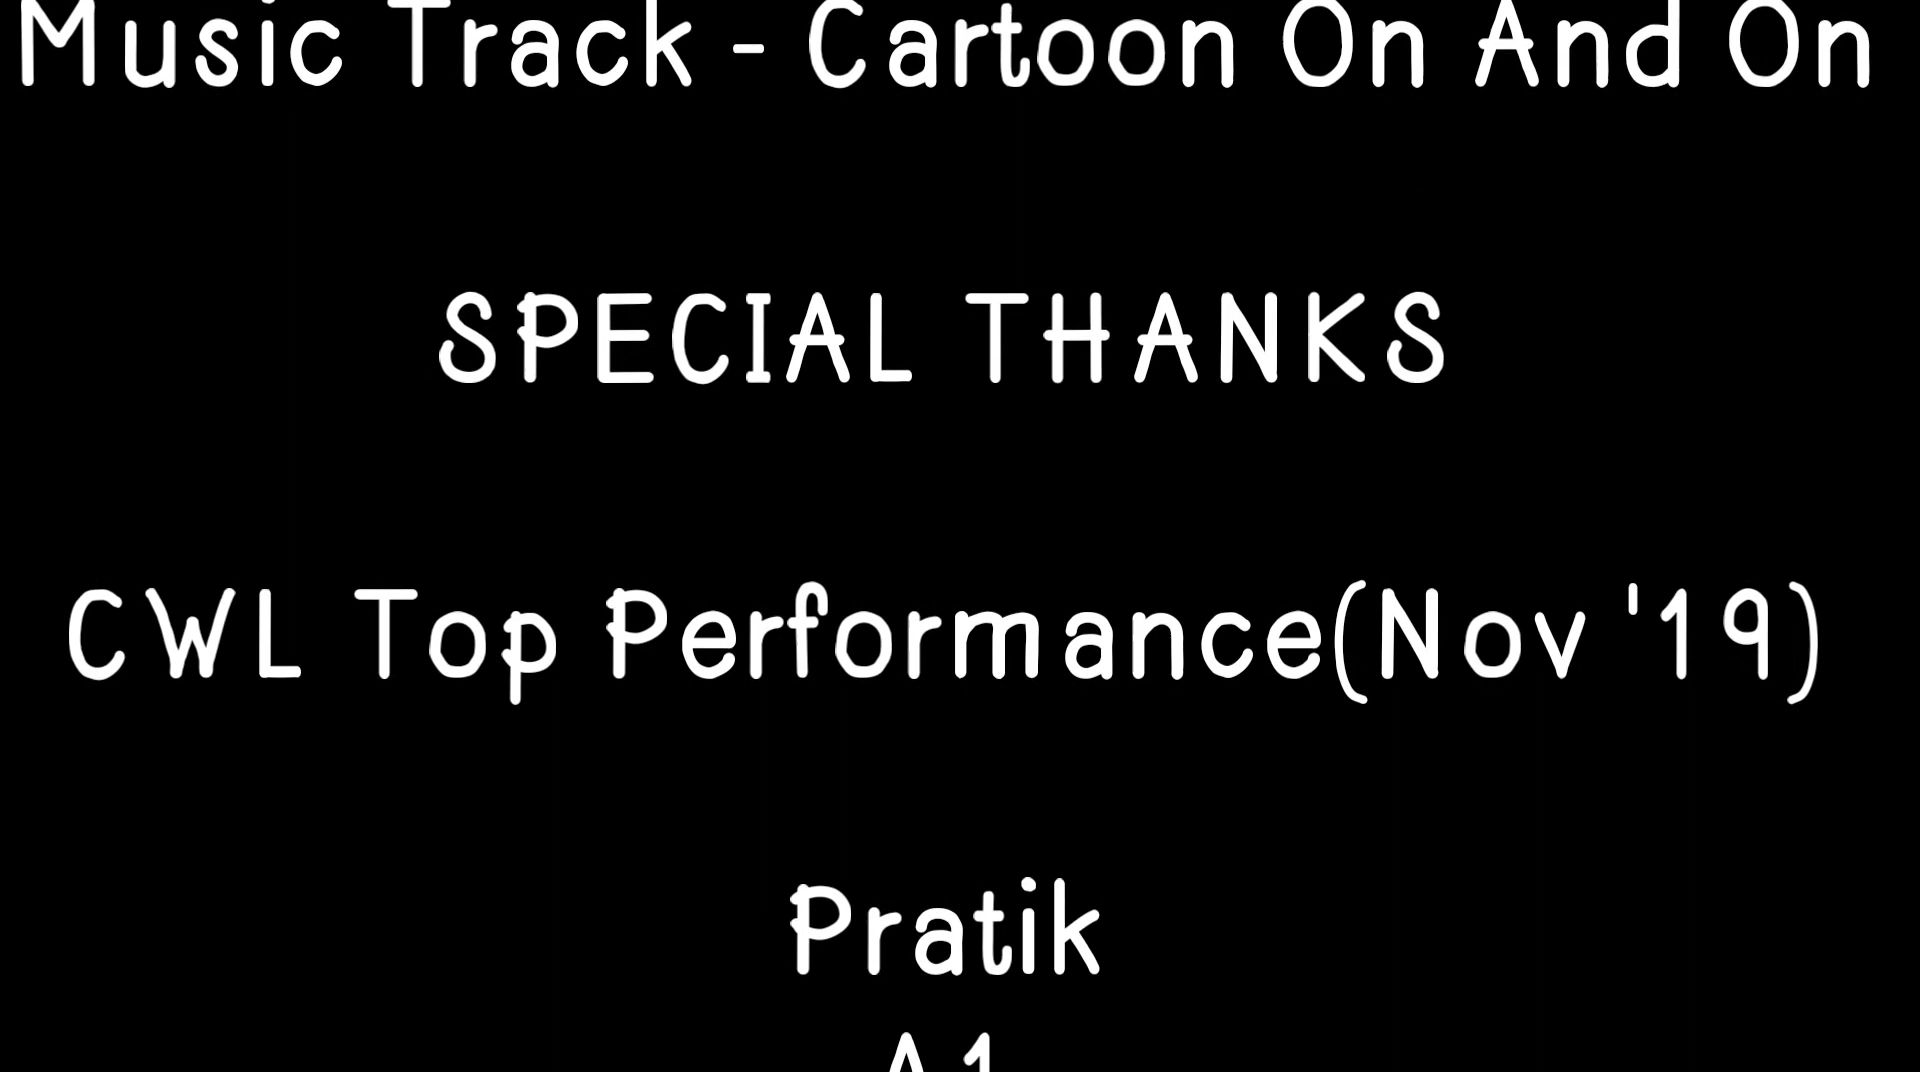 Music Track - Cartoon On And On
SPECIAL THANKS
CWL Top Performance(Nov '19)
Pratik